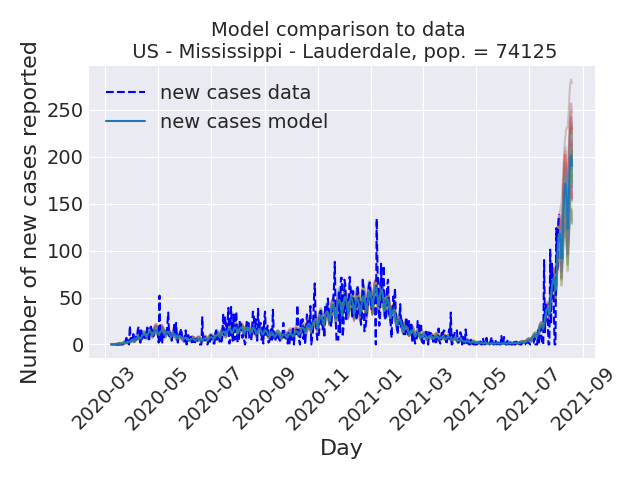 Model comparison to data
US - Mississippi - Lauderdale, pop. = 74125
Number of new cases reported
250
200
150
100
50
0
new cases data
new cases model
2020-03
2020-05
2020-07
2020-09
2020-11
2021-01
2021-03
2021-05
2021-07
2021-09
Day